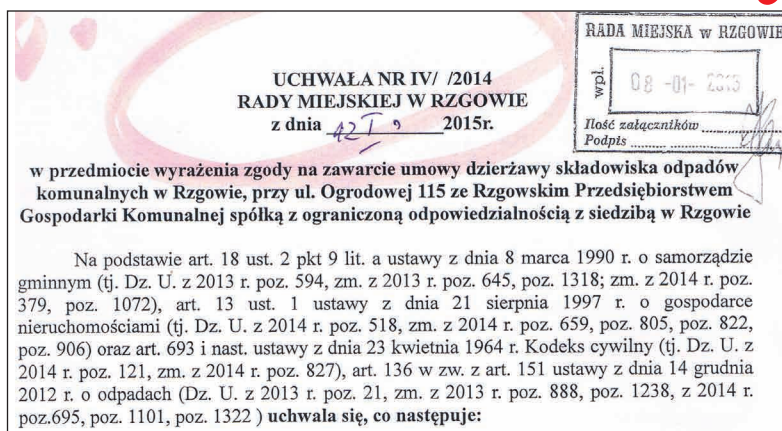 RADA MIEJSKA w RZGOWIE
wpł.
08 -01- 2015
Ilość załączników
Podpis
UCHWAŁA NR IV/ /2014
RADY MIEJSKIEJ W RZGOWIE
z dnia 12 I 2015r.
w przedmiocie wyrażenia zgody na zawarcie umowy dzierżawy składowiska odpadów
komunalnych w Rzgowie, przy ul. Ogrodowej 115 ze Rzgowskim Przedsiębiorstwem
Gospodarki Komunalnej spółką z ograniczoną odpowiedzialnością z siedzibą w Rzgowie
Na podstawie art. 18 ust. 2 pkt 9 lit. a ustawy z dnia 8 marca 1990 r. o samorządzie
gminnym (tj. Dz. U. z 2013 r. poz. 594, zm. z 2013 r. poz. 645, poz. 1318; zm. z 2014 r. poz.
379, poz. 1072), art. 13 ust. 1 ustawy z dnia 21 sierpnia 1997 r. o gospodarce
nieruchomościami (tj. Dz. U. z 2014 r. poz. 518, zm. z 2014 r. poz. 659, poz. 805, poz. 822,
poz. 906) oraz art. 693 i nast. ustawy z dnia 23 kwietnia 1964 r. Kodeks cywilny (tj. Dz. U. z
2014 r. poz. 121, zm. z 2014 r. poz. 827), art. 136 w zw. z art. 151 ustawy z dnia 14 grudnia
2012 r. o odpadach (Dz. U. z 2013 r. poz. 21, zm. z 2013 r. poz. 888, poz. 1238, z 2014 r.
poz.695, poz. 1101, poz. 1322 ) uchwala się, co następuje: